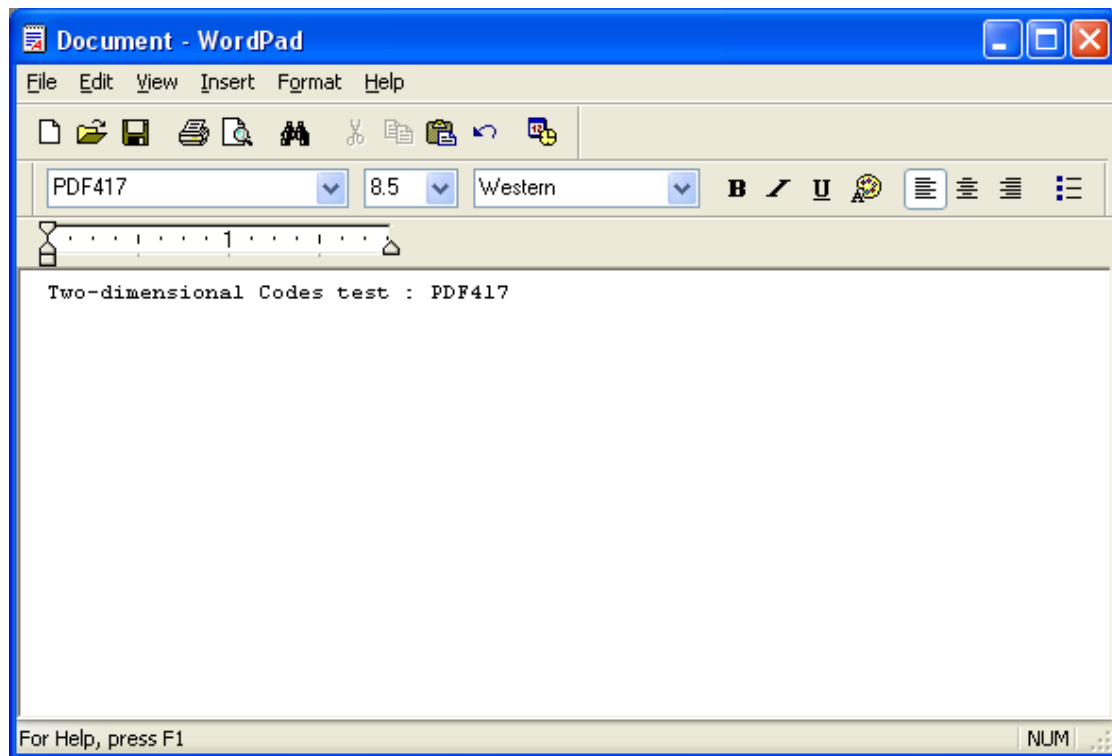 Document - WordPad
File Edit View Insert Format Help
12
PDF417 8.5 Western B / U A
1
Two-dimensional Codes test : PDF417
For Help, press F1 NUM